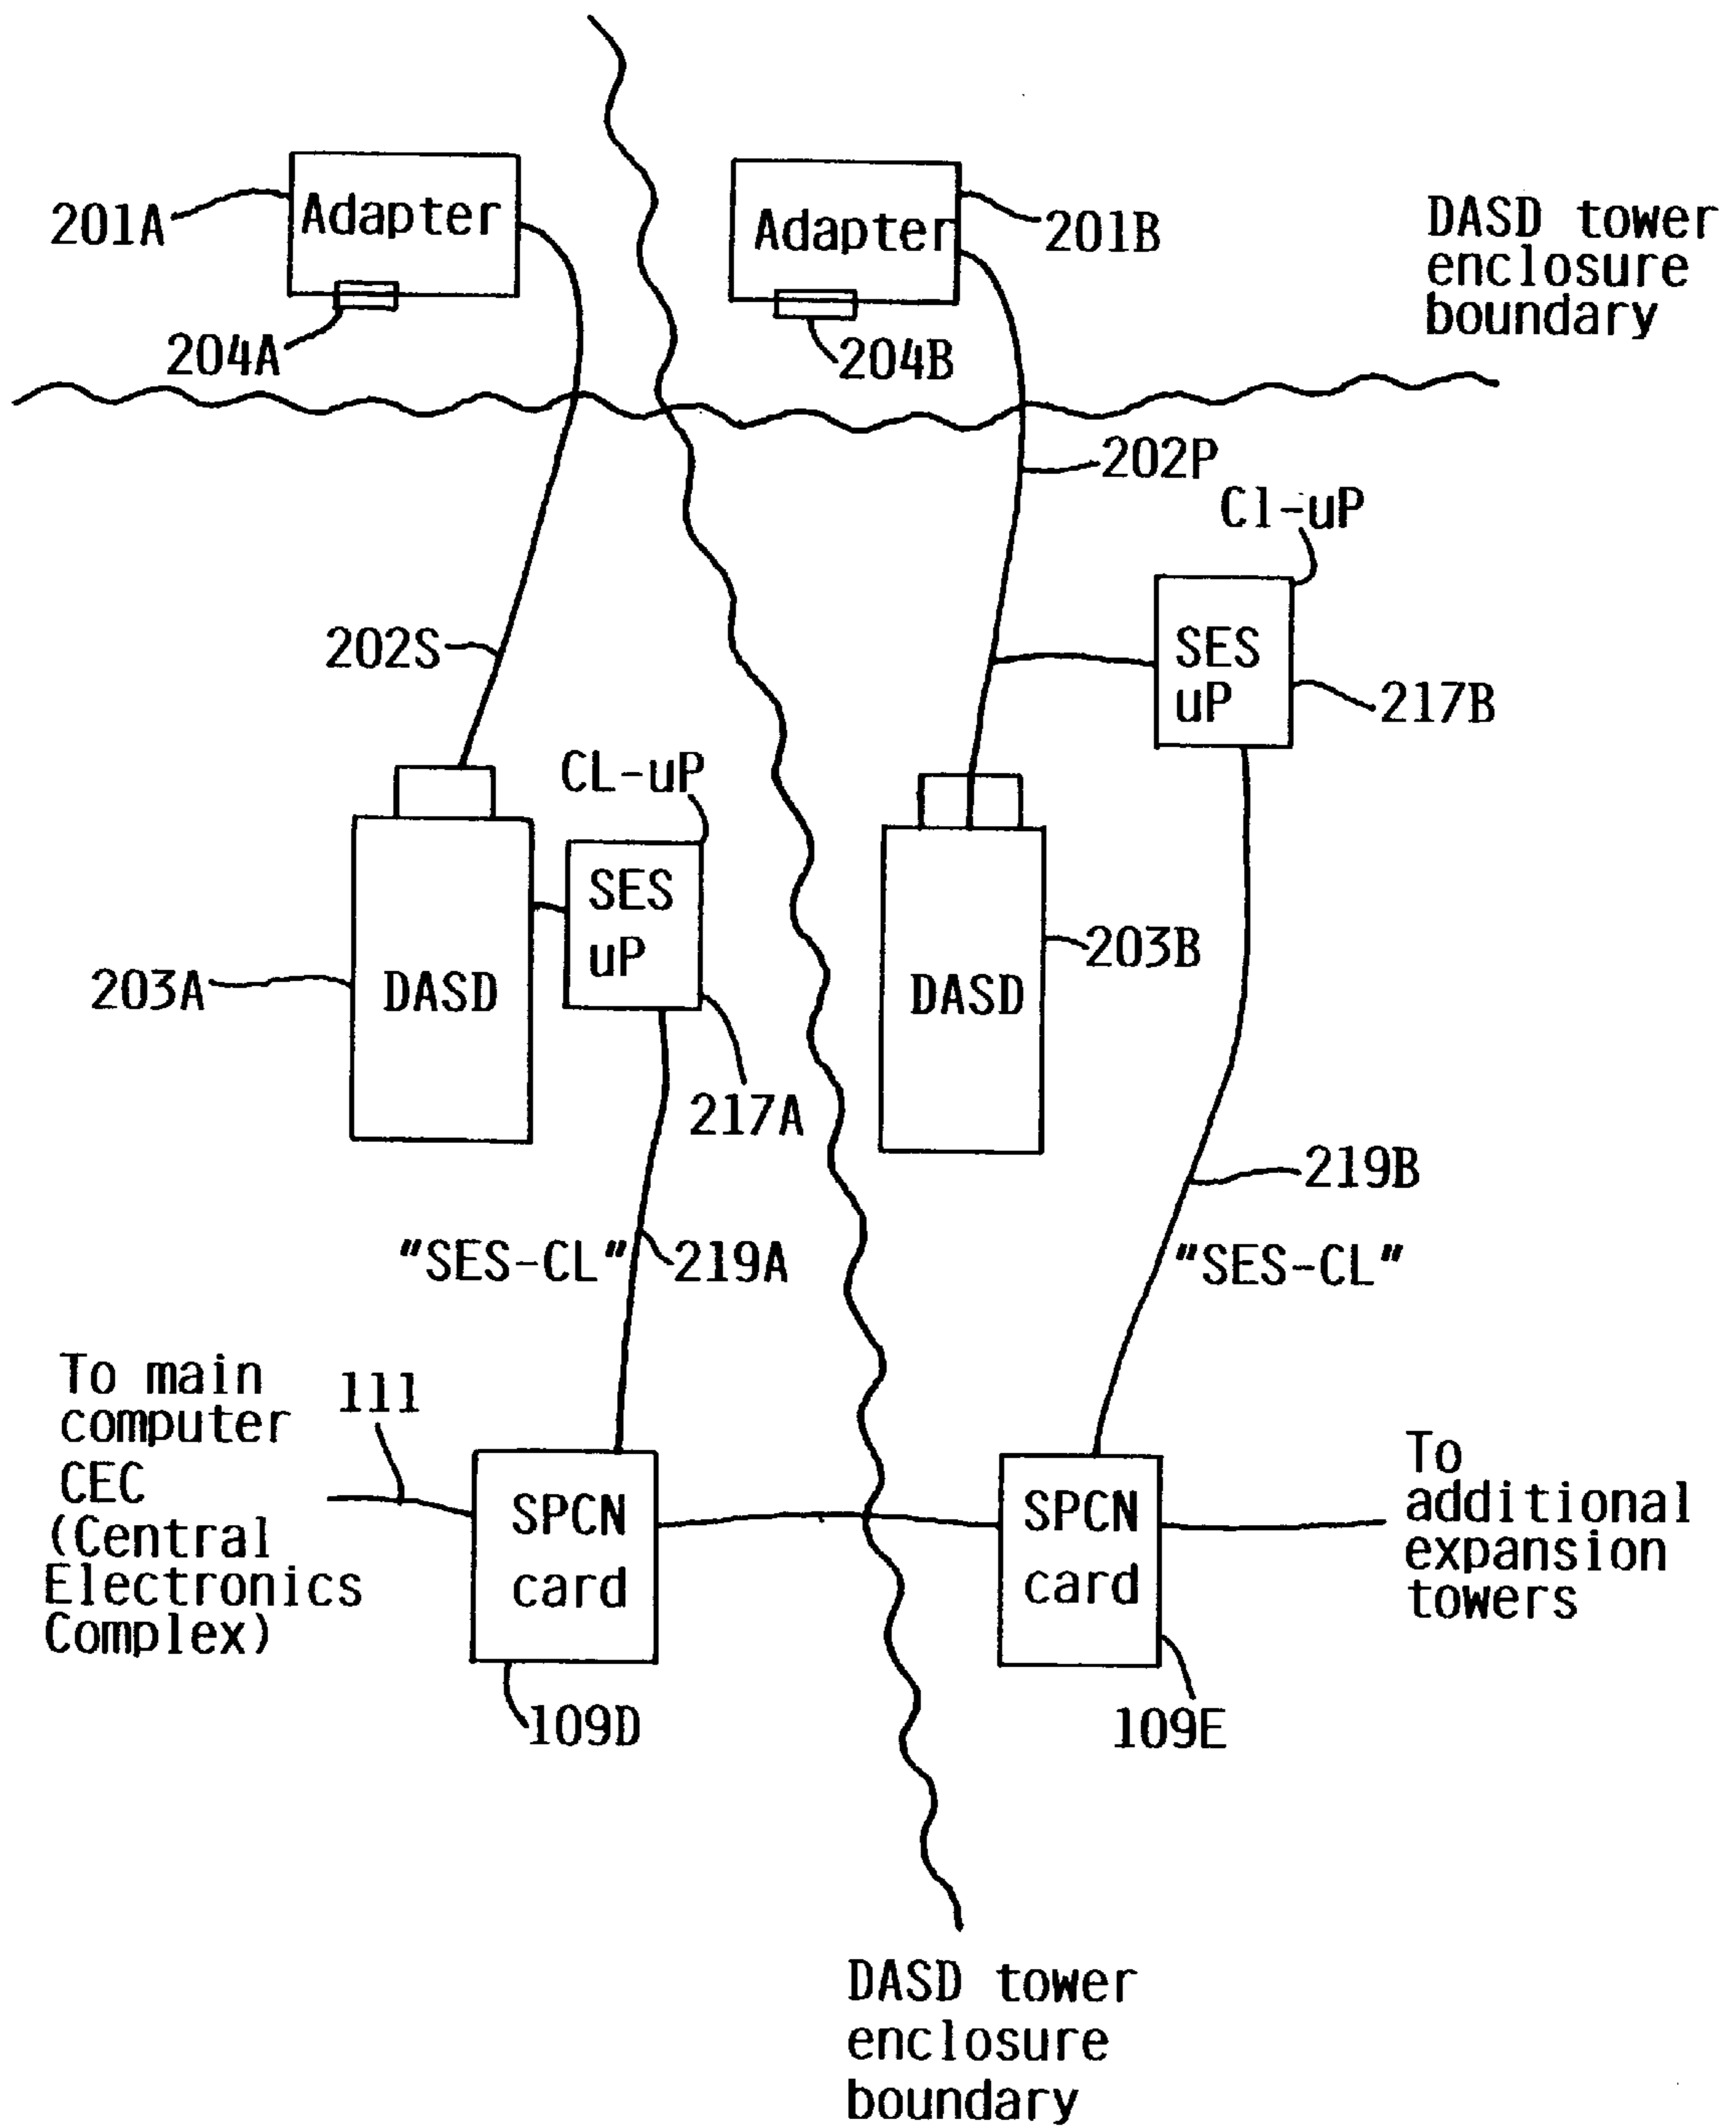 201A
Adapter
204A
Adapter
201B
204B
DASD tower
enclosure
boundary
202P
Cl-uP
SES
uP
217B
202S
CL-uP
SES
uP
203A
DASD
217A
DASD
203B
"SES-CL"
219A
219B
"SES-CL"
To main
computer
CEC
(Central
Electronics
Complex)
111
SPCN
card
109D
SPCN
card
109E
To
additional
expansion
towers
DASD tower
enclosure
boundary